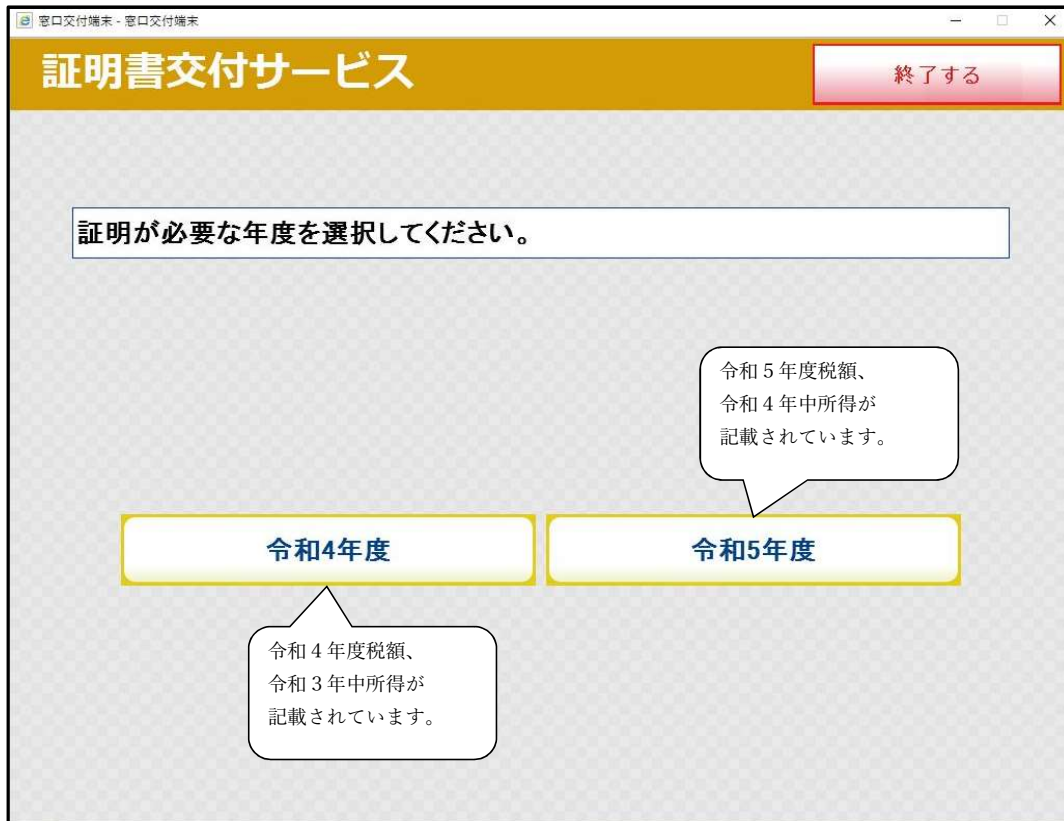 窓口交付端末 - 窓口交付端末
証明書交付サービス
終了する
証明が必要な年度を選択してください。
令和５年度税額、
令和４年中所得が
記載されています。
令和4年度
令和5年度
令和４年度税額、
令和３年中所得が
記載されています。